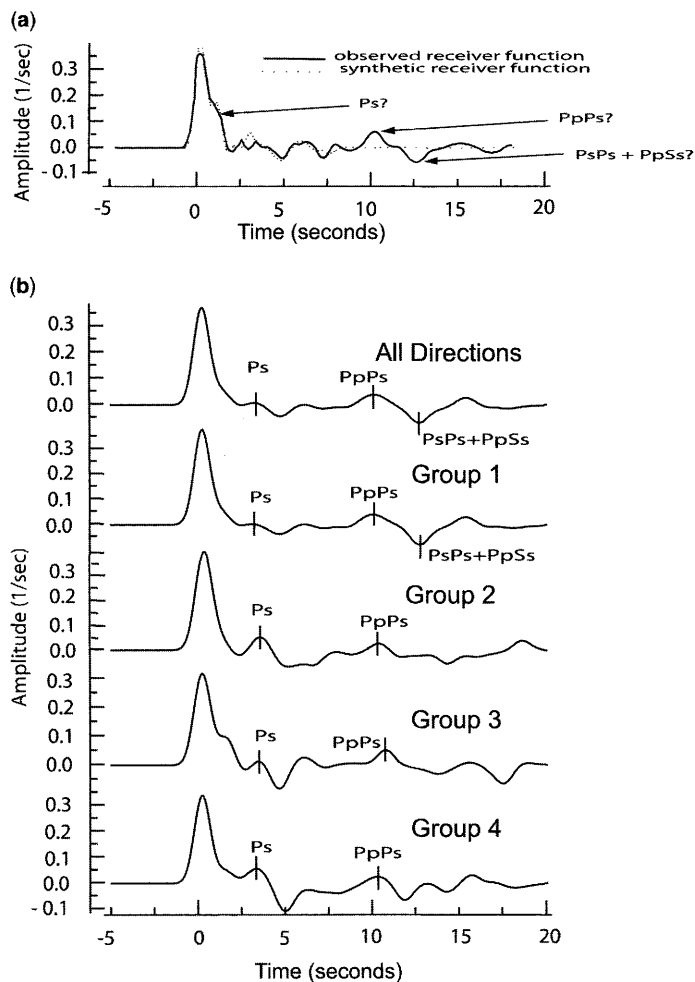 (a)
Amplitude (1/sec)
0.3
0.2
0.1
0.0
- 0.1
observed receiver function
synthetic receiver function
Ps?
PpPs?
PsPs + PpSs?
-5 0 5 10 15 20
Time (seconds)
(b)
Amplitude (1/sec)
0.3
0.2
0.1
0.0
Ps
PpPs
All Directions
PsPs+PpSs
0.3
0.2
0.1
0.0
Ps
PpPs
Group 1
PsPs+PpSs
0.3
0.2
0.1
0.0
Ps
PpPs
Group 2
0.3
0.2
0.1
0.0
Ps
PpPs
Group 3
0.3
0.2
0.1
0.0
- 0.1
Ps
PpPs
Group 4
-5 0 5 10 15 20
Time (seconds)